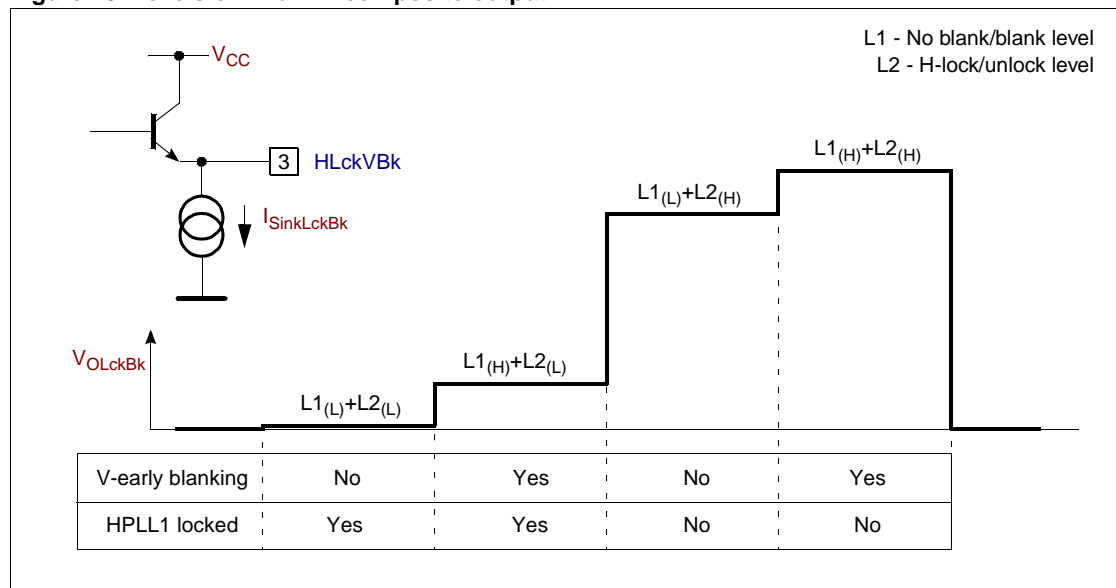 L1 - No blank/blank level
L2 - H-lock/unlock level
VCC
3 HLckVBk
ISinkLckBk
L1(H)+L2(H)
L1(L)+L2(H)
VOLckBk
L1(H)+L2(L)
L1(L)+L2(L)
V-early blanking No Yes No Yes
HPLL1 locked Yes Yes No No